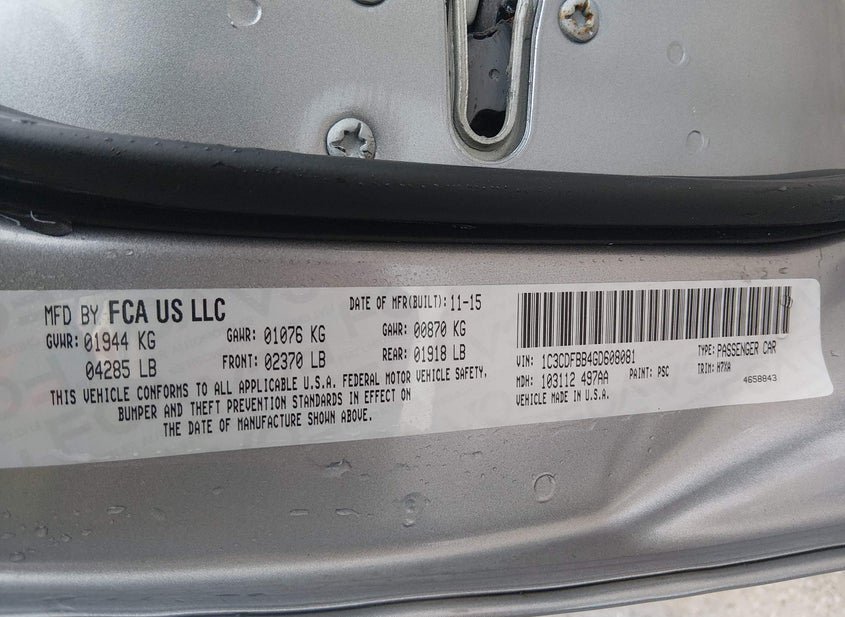 MFD BY FCA US LLC
DATE OF MFR(BUILT): 11-15
GVWR: 01944 KG
GAWR: 01076 KG
GAWR: 00870 KG
04285 LB
FRONT: 02370 LB
REAR: 01918 LB
THIS VEHICLE CONFORMS TO ALL APPLICABLE U.S.A. FEDERAL MOTOR VEHICLE SAFETY,
BUMPER AND THEFT PREVENTION STANDARDS IN EFFECT ON
THE DATE OF MANUFACTURE SHOWN ABOVE.
VIN: 1C3CDFBB4GD608081
TYPE: PASSENGER CAR
MDH: 103112 497AA
PAINT: PSC
TRIM: H7XA
VEHICLE MADE IN U.S.A.
4658843